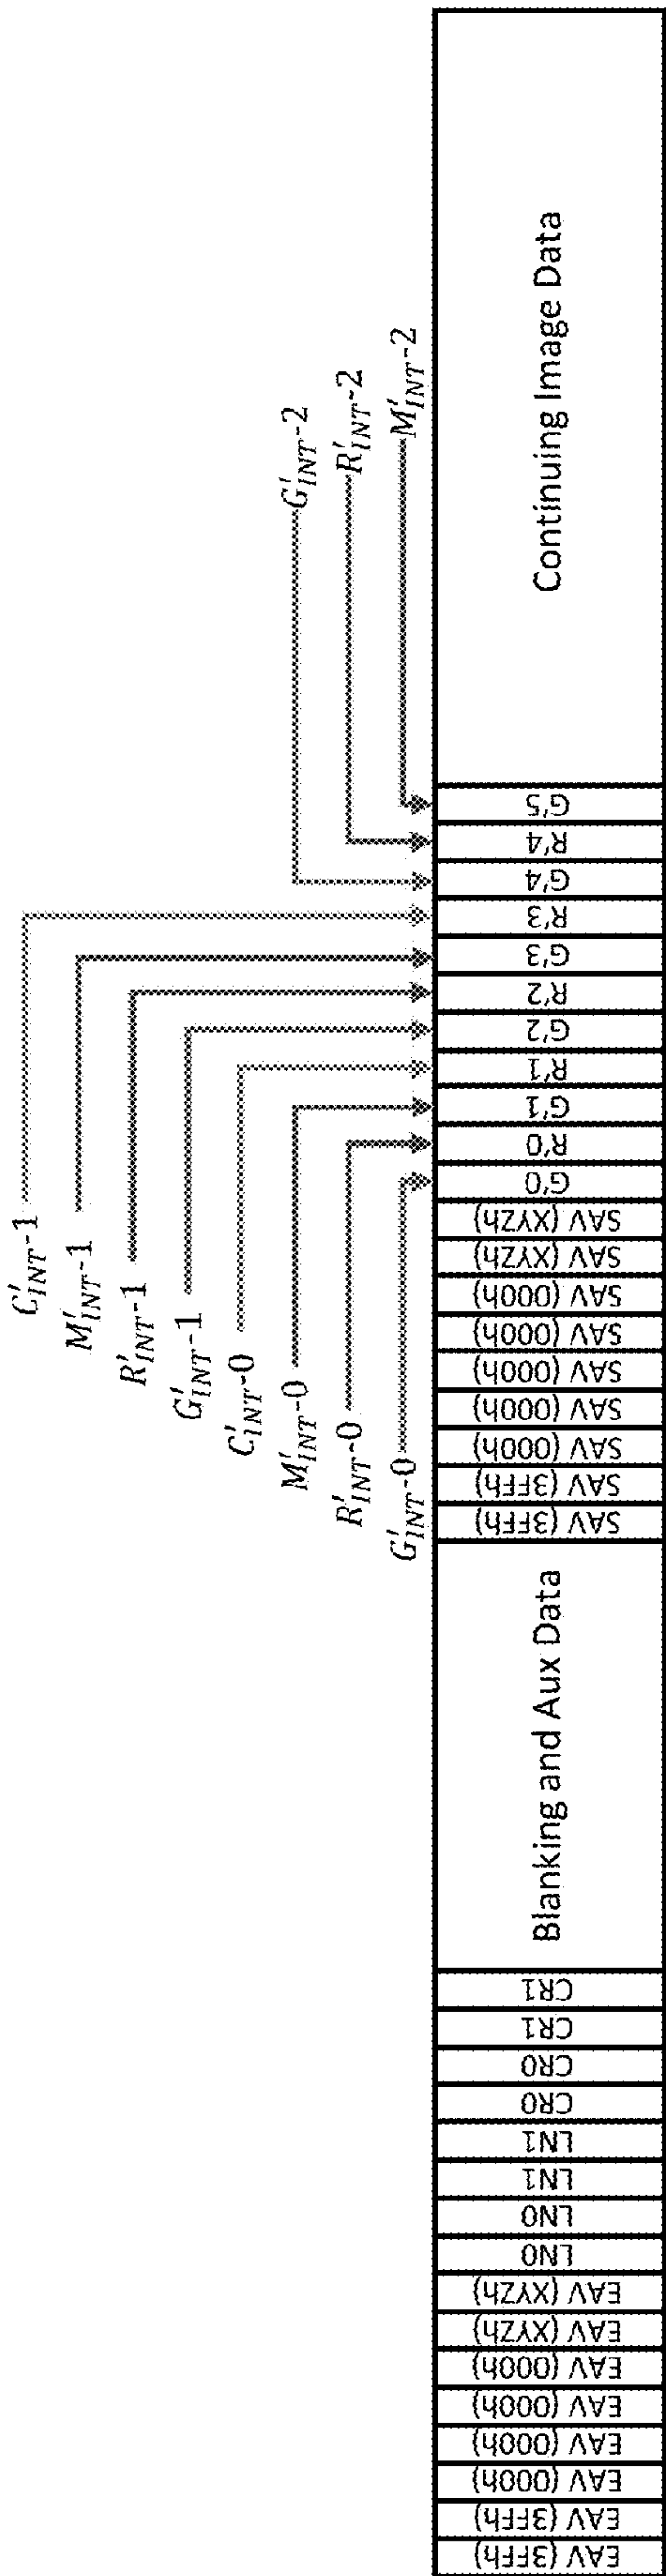 C'INT-1
M'INT-1
R'INT-1
G'INT-1
C'INT-0
M'INT-0
R'INT-0
G'INT-0
G'INT-2
R'INT-2
M'INT-2
EAV (3FFh)
EAV (3FFh)
EAV (000h)
EAV (000h)
EAV (000h)
EAV (000h)
EAV (XYZh)
EAV (XYZh)
LN0
LN0
LN1
LN1
CR0
CR0
CR1
CR1
Blanking and Aux Data
SAV (3FFh)
SAV (3FFh)
SAV (000h)
SAV (000h)
SAV (000h)
SAV (000h)
SAV (000h)
SAV (XYZh)
SAV (XYZh)
G'0
R'0
G'1
R'1
G'2
R'2
G'3
R'3
G'4
R'4
G'5
Continuing Image Data